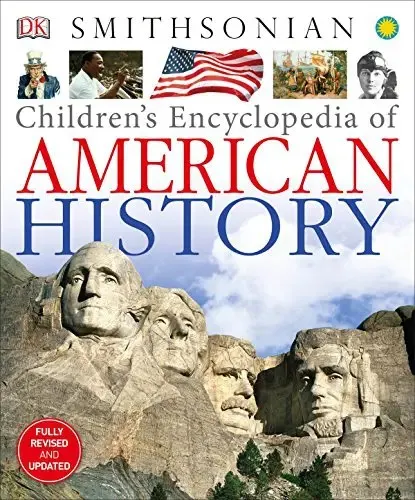 DK SMITHSONIAN
Children's Encyclopedia of
AMERICAN
HISTORY
FULLY
REVISED
AND
UPDATED